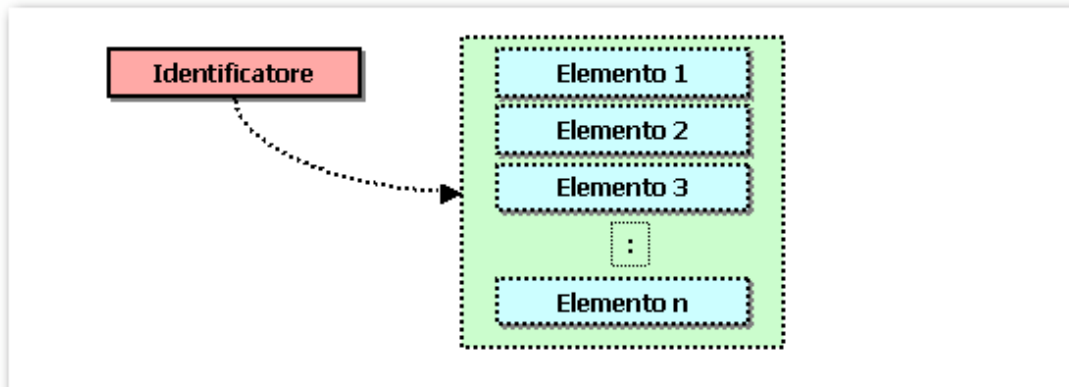 Identificatore
Elemento 1
Elemento 2
Elemento 3
:
Elemento n